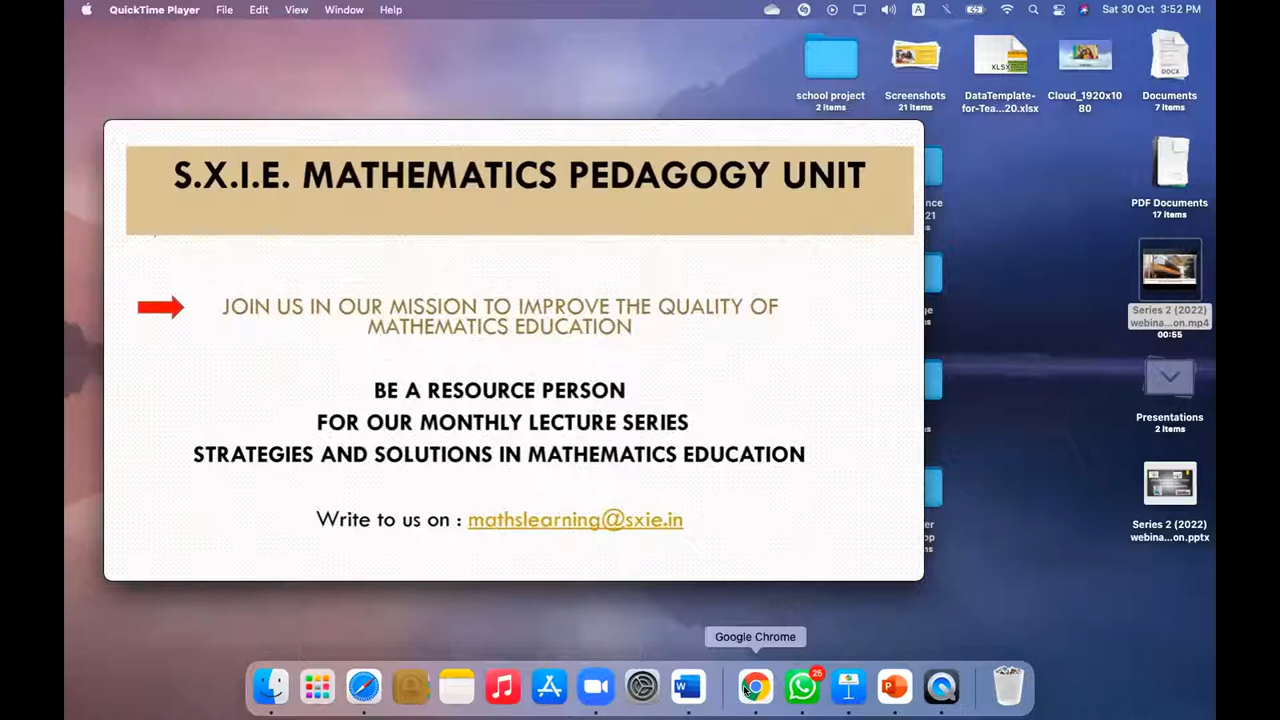 QuickTime Player File Edit View Window Help
A Sat 30 Oct 3:52 PM
school project
2 items
Screenshots
21 items
XLSX
DataTemplate-
for-Tea...20.xlsx
Cloud_1920x1
080
DOCX
Documents
7 items
S.X.I.E. MATHEMATICS PEDAGOGY UNIT
JOIN US IN OUR MISSION TO IMPROVE THE QUALITY OF
MATHEMATICS EDUCATION
BE A RESOURCE PERSON
FOR OUR MONTHLY LECTURE SERIES
STRATEGIES AND SOLUTIONS IN MATHEMATICS EDUCATION
Write to us on : mathslearning@sxie.in
PDF Documents
17 items
Series 2 (2022)
webina...on.mp4
00:55
Presentations
2 items
Series 2 (2022)
webina...on.pptx
Google Chrome
25